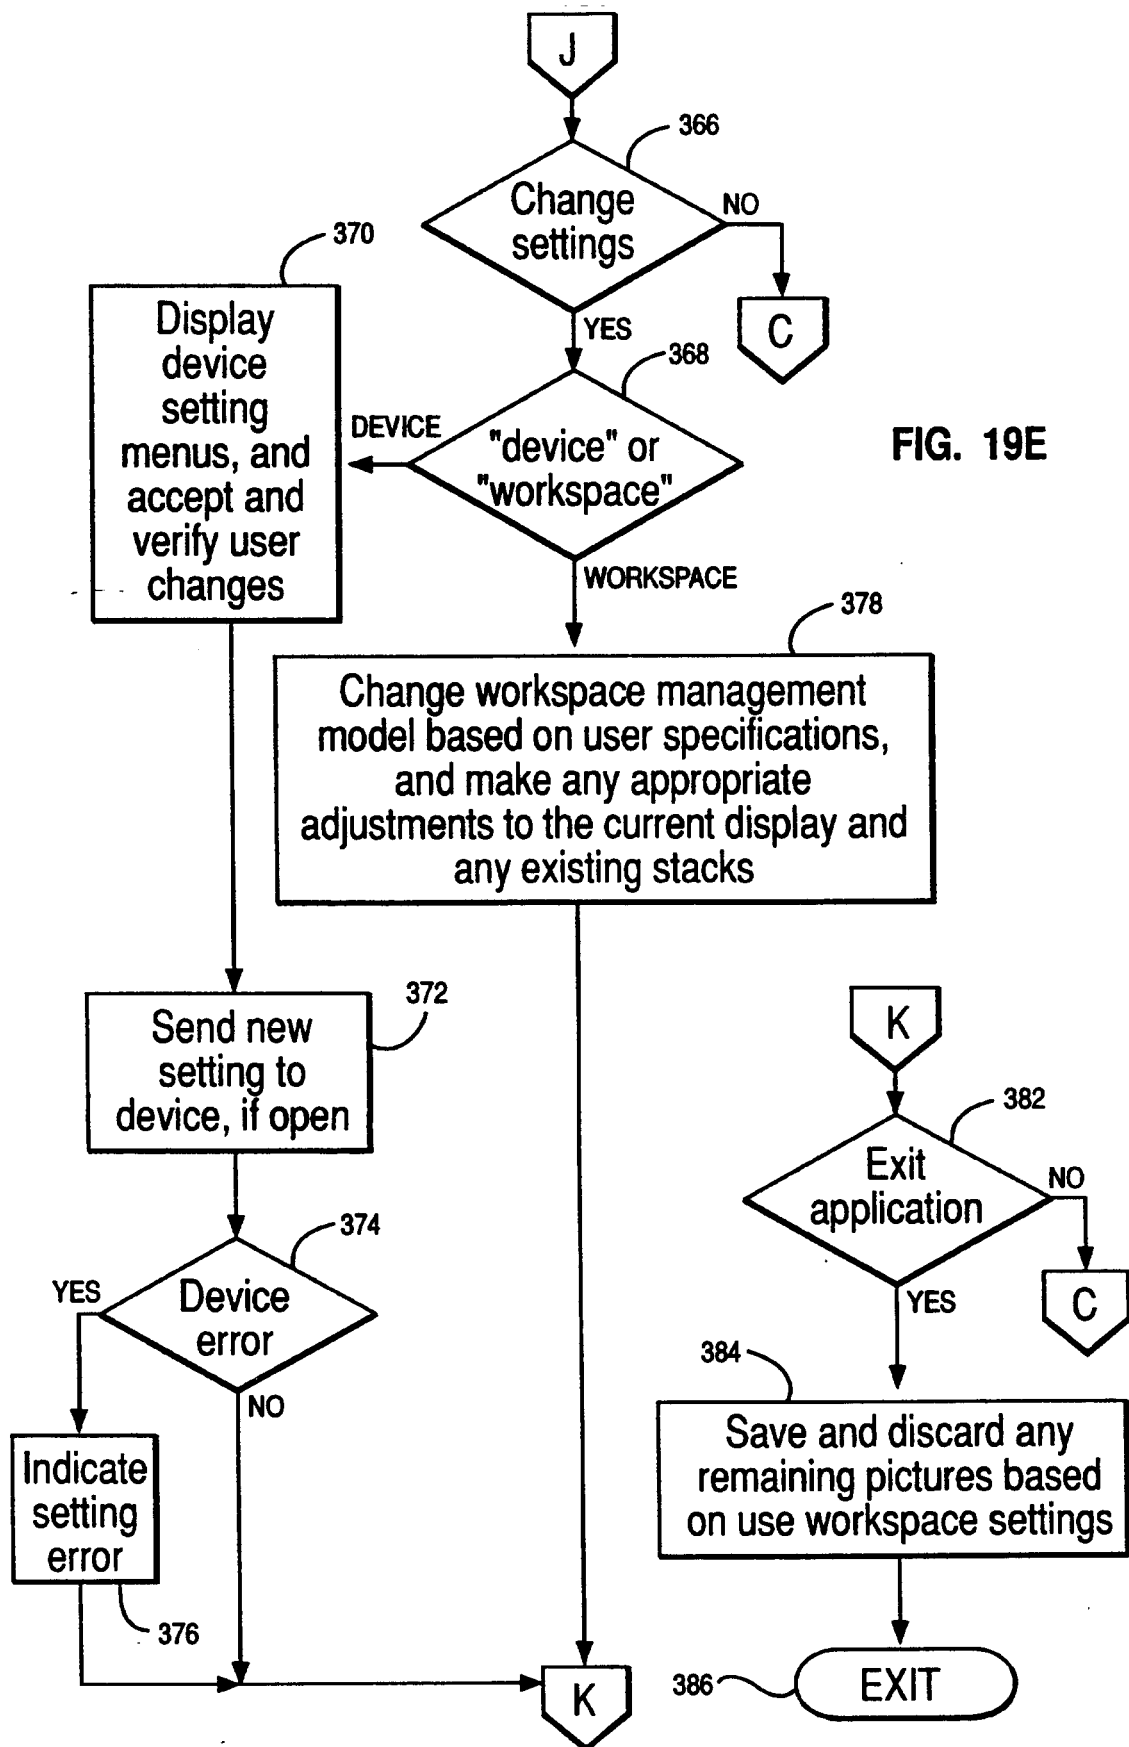 J
366
Change
settings
NO
C
YES
370
Display
device
setting
menus, and
accept and
verify user
changes
DEVICE
368
"device" or
"workspace"
FIG. 19E
WORKSPACE
378
Change workspace management
model based on user specifications,
and make any appropriate
adjustments to the current display and
any existing stacks
372
Send new
setting to
device, if open
374
Device
error
YES
NO
Indicate
setting
error
376
K
K
382
Exit
application
NO
C
YES
384
Save and discard any
remaining pictures based
on use workspace settings
386
EXIT